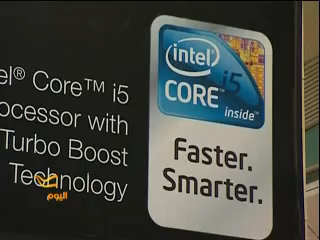 el® Core™ i5
ocessor with
Turbo Boost
Technology
intel
i5
CORE
inside™
Faster.
Smarter.
اليوم